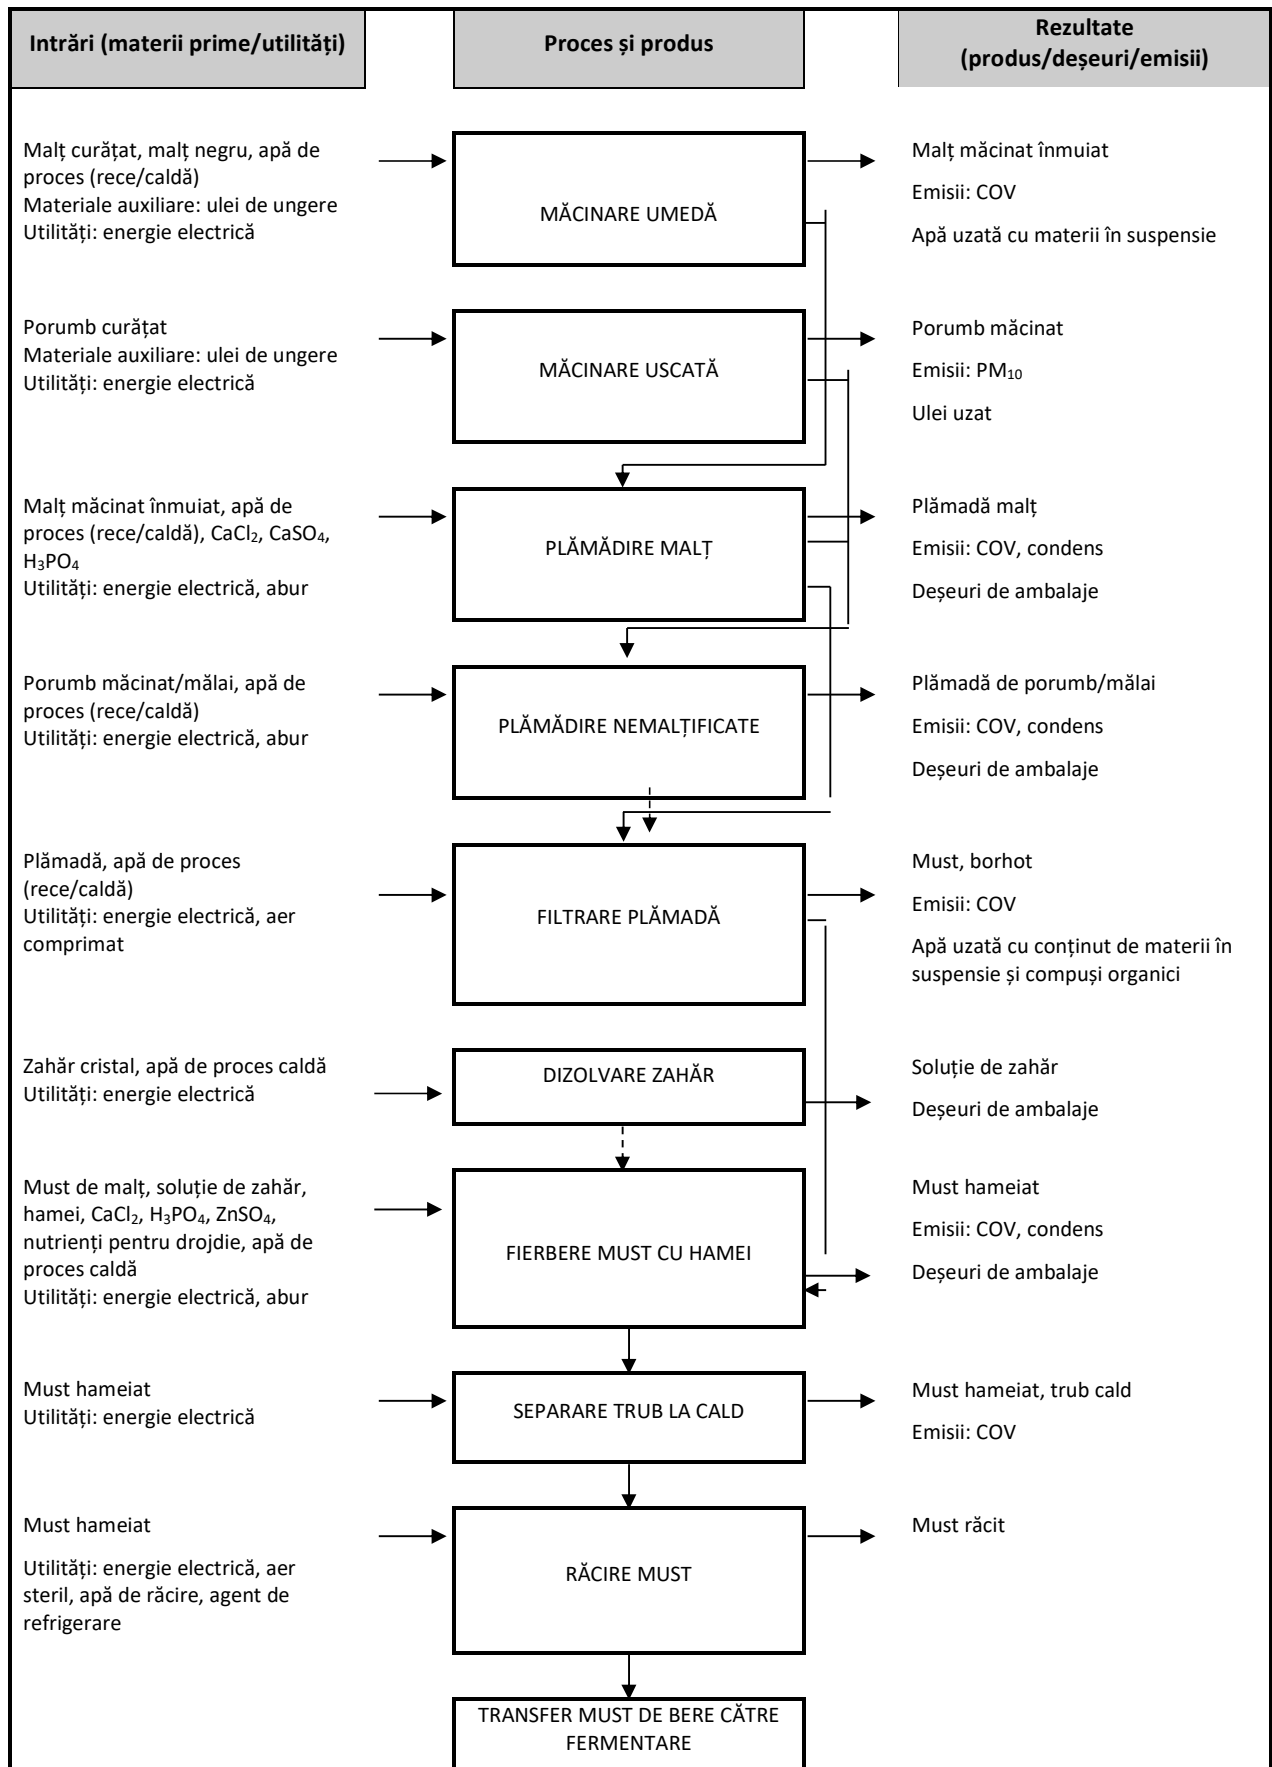 Intrări (materii prime/utilități)
Proces și produs
Rezultate
(produs/deșeuri/emisii)
Malț curățat, malț negru, apă de
proces (rece/caldă)
Materiale auxiliare: ulei de ungere
Utilități: energie electrică
MĂCINARE UMEDĂ
Malț măcinat înmuiat
Emisii: COV
Apă uzată cu materii în suspensie
Porumb curățat
Materiale auxiliare: ulei de ungere
Utilități: energie electrică
MĂCINARE USCATĂ
Porumb măcinat
Emisii: PM₁₀
Ulei uzat
Malț măcinat înmuiat, apă de
proces (rece/caldă), CaCl₂, CaSO₄,
H₃PO₄
Utilități: energie electrică, abur
PLĂMĂDIRE MALȚ
Plămadă malț
Emisii: COV, condens
Deșeuri de ambalaje
Porumb măcinat/mălai, apă de
proces (rece/caldă)
Utilități: energie electrică, abur
PLĂMĂDIRE NEMALȚIFICATE
Plămadă de porumb/mălai
Emisii: COV, condens
Deșeuri de ambalaje
Plămadă, apă de proces
(rece/caldă)
Utilități: energie electrică, aer
comprimat
FILTRARE PLĂMADĂ
Must, borhot
Emisii: COV
Apă uzată cu conținut de materii în
suspensie și compuși organici
Zahăr cristal, apă de proces caldă
Utilități: energie electrică
DIZOLVARE ZAHĂR
Soluție de zahăr
Deșeuri de ambalaje
Must de malț, soluție de zahăr,
hamei, CaCl₂, H₃PO₄, ZnSO₄,
nutrienți pentru drojdie, apă de
proces caldă
Utilități: energie electrică, abur
FIERBERE MUST CU HAMEI
Must hameiat
Emisii: COV, condens
Deșeuri de ambalaje
Must hameiat
Utilități: energie electrică
SEPARARE TRUB LA CALD
Must hameiat, trub cald
Emisii: COV
Must hameiat
Utilități: energie electrică, aer
steril, apă de răcire, agent de
refrigerare
RĂCIRE MUST
Must răcit
TRANSFER MUST DE BERE CĂTRE
FERMENTARE